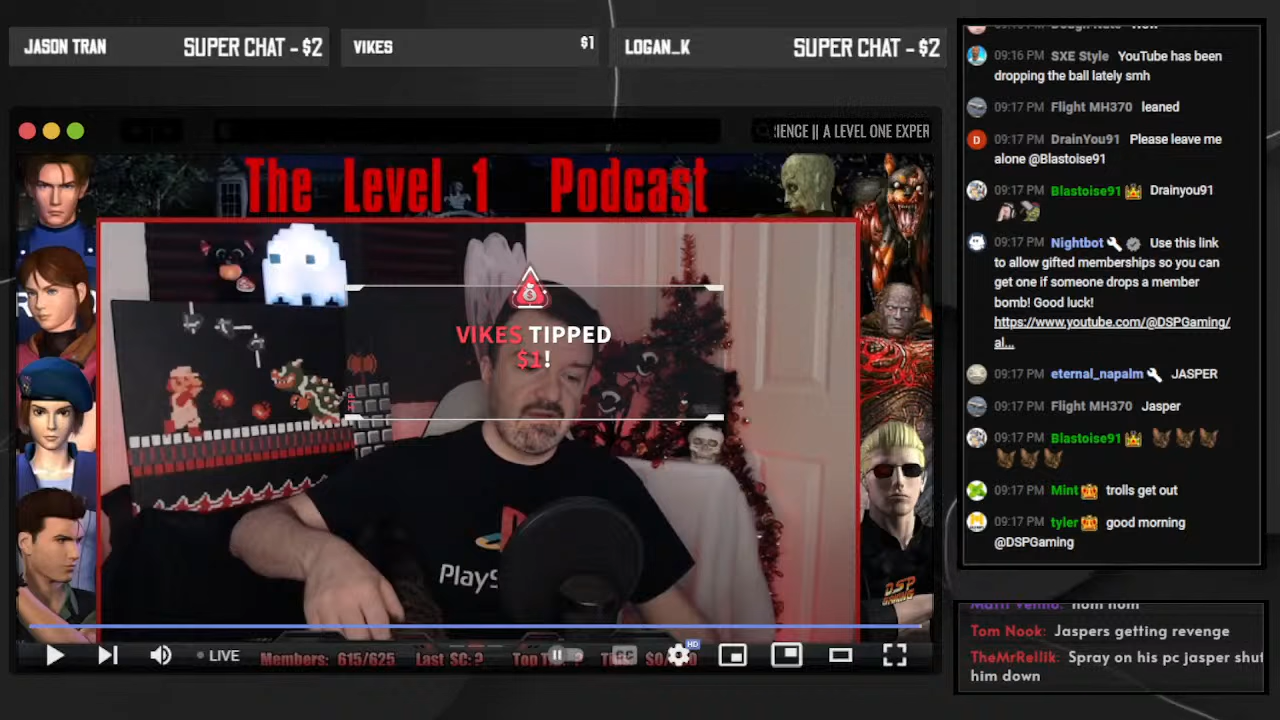 JASON TRAN
SUPER CHAT - $2
VIKES
$1
LOGAN_K
SUPER CHAT - $2
IENCE || A LEVEL ONE EXPER
The Level 1 Podcast
VIKES TIPPED
$1!
PlayS
DSP
GAMING
LIVE
Members: 615/625
Last SC: ?
CC
HD
09:16 PM SXE Style YouTube has been
dropping the ball lately smh
09:17 PM Flight MH370 leaned
D
09:17 PM DrainYou91 Please leave me
alone @Blastoise91
09:17 PM Blastoise91 Drainyou91
09:17 PM Nightbot Use this link
to allow gifted memberships so you can
get one if someone drops a member
bomb! Good luck!
https://www.youtube.com/@DSPGaming/
al...
09:17 PM eternal_napalm JASPER
09:17 PM Flight MH370 Jasper
09:17 PM Blastoise91
09:17 PM Mint trolls get out
09:17 PM tyler good morning
@DSPGaming
nom nom
Tom Nook: Jaspers getting revenge
TheMrRellik: Spray on his pc jasper shut
him down